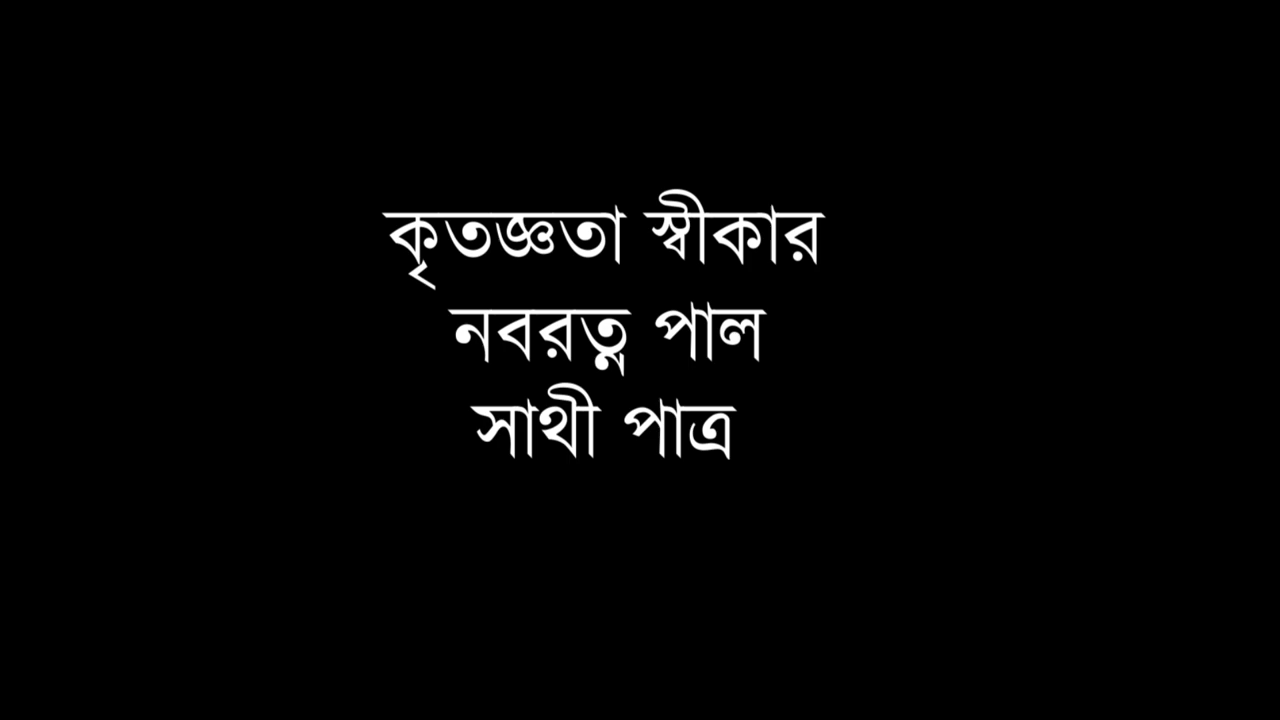 কৃতজ্ঞতা স্বীকার
নবরত্ন পাল
সাথী পাত্র